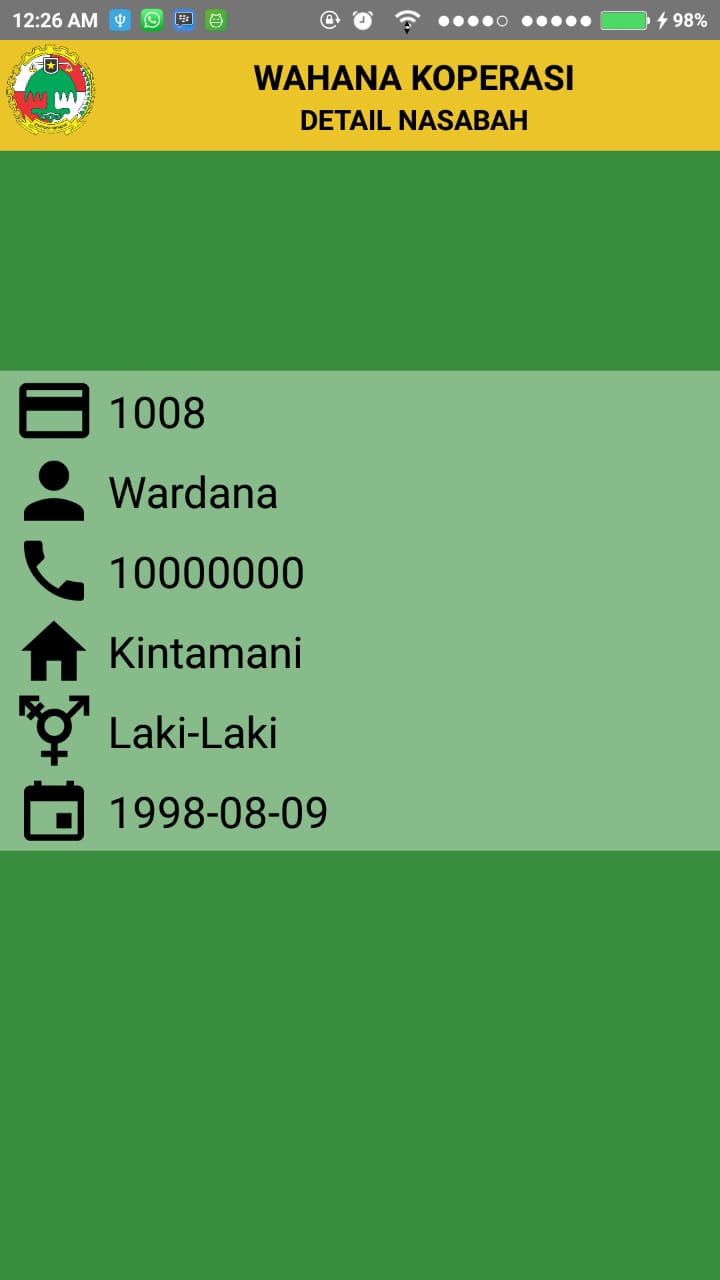 12:26 AM
98%
WAHANA KOPERASI
DETAIL NASABAH
1008
Wardana
10000000
Kintamani
Laki-Laki
1998-08-09